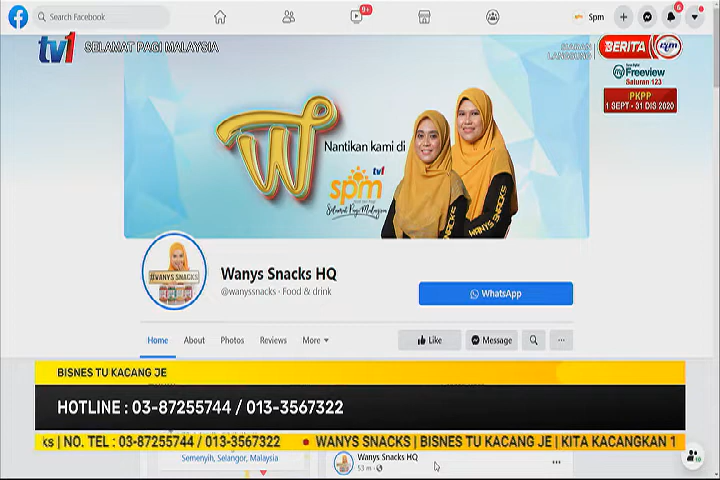 Search Facebook
9+
Spm
6
tv1
SELAMAT PAGI MALAYSIA
SIARAN
LANGSUNG
BERITA rtm
Freeview
Saluran 123
PKPP
1 SEPT - 31 DIS 2020
W
Nantikan kami di
tv1
spm
Selamat Pagi Malaysia
WANYS SNACKS
#WANYS SNACKS
Wanys Snacks HQ
@wanyssnacks · Food & drink
WhatsApp
Home About Photos Reviews More
Like Message ...
BISNES TU KACANG JE
HOTLINE : 03-87255744 / 013-3567322
ks | NO. TEL : 03-87255744 / 013-3567322 • WANYS SNACKS | BISNES TU KACANG JE | KITA KACANGKAN 1
Semenyih, Selangor, Malaysia
Wanys Snacks HQ
53 m ·